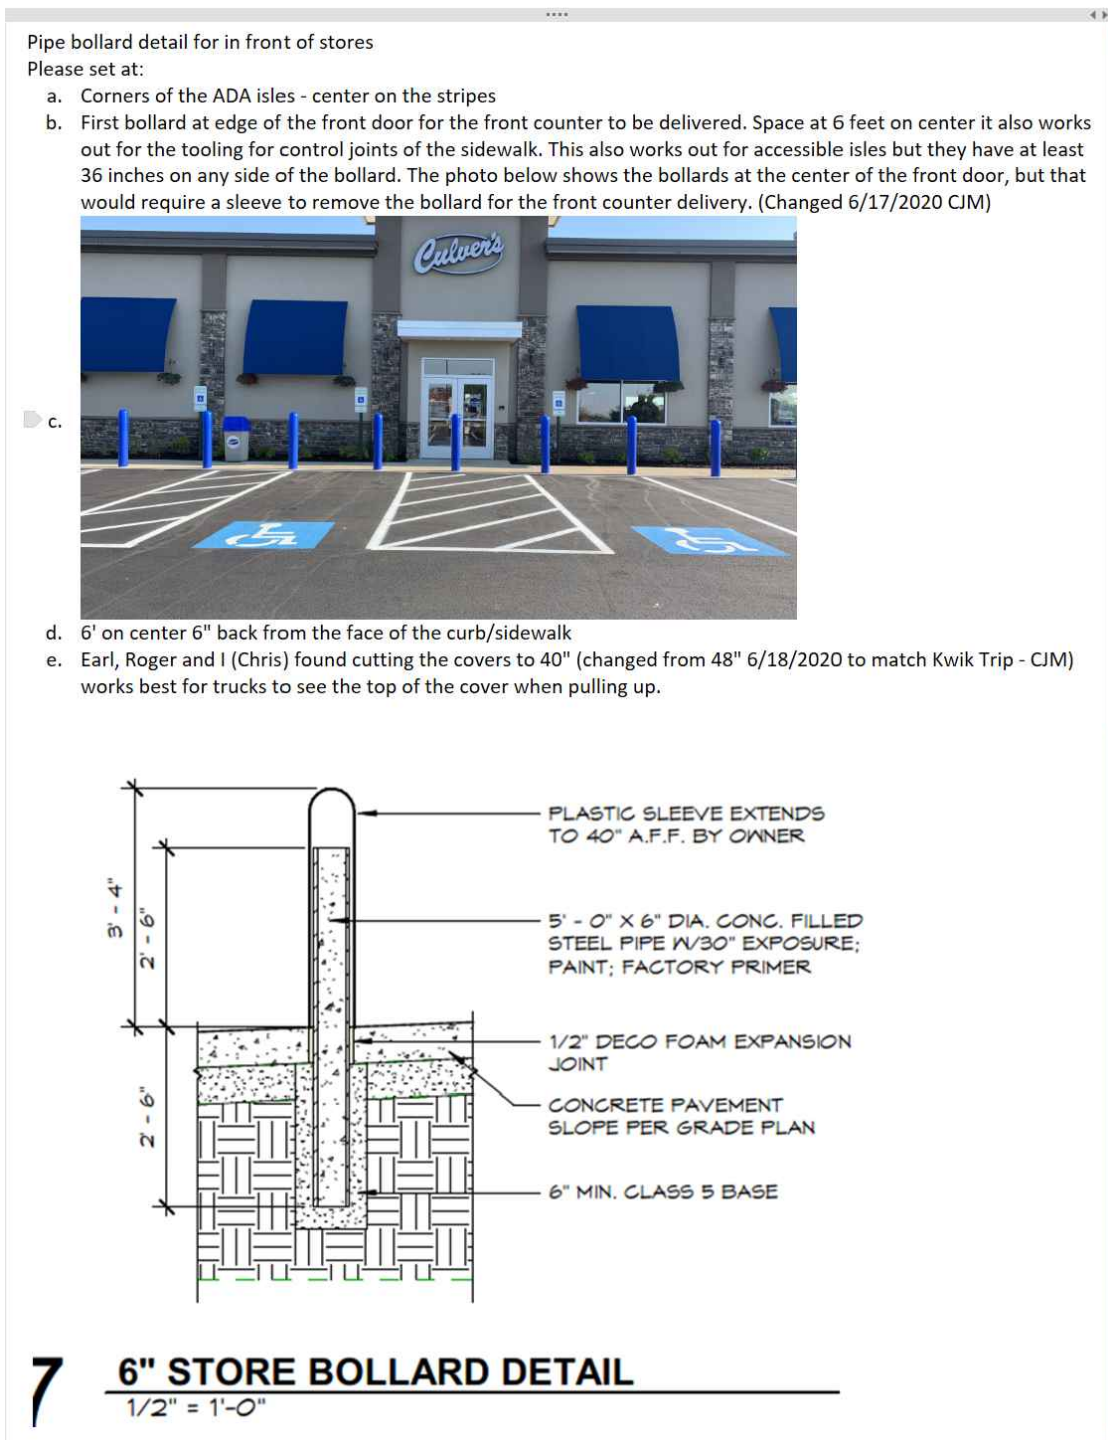 Pipe bollard detail for in front of stores
Please set at:
a. Corners of the ADA isles - center on the stripes
b. First bollard at edge of the front door for the front counter to be delivered. Space at 6 feet on center it also works
out for the tooling for control joints of the sidewalk. This also works out for accessible isles but they have at least
36 inches on any side of the bollard. The photo below shows the bollards at the center of the front door, but that
would require a sleeve to remove the bollard for the front counter delivery. (Changed 6/17/2020 CJM)
Culver's
c.
d. 6' on center 6" back from the face of the curb/sidewalk
e. Earl, Roger and I (Chris) found cutting the covers to 40" (changed from 48" 6/18/2020 to match Kwik Trip - CJM)
works best for trucks to see the top of the cover when pulling up.
PLASTIC SLEEVE EXTENDS
TO 40" A.F.F. BY OWNER
3' - 4"
2' - 6"
5' - 0" X 6" DIA. CONC. FILLED
STEEL PIPE W/30" EXPOSURE;
PAINT; FACTORY PRIMER
1/2" DECO FOAM EXPANSION
JOINT
2' - 6"
CONCRETE PAVEMENT
SLOPE PER GRADE PLAN
6" MIN. CLASS 5 BASE
7 6" STORE BOLLARD DETAIL
1/2" = 1'-0"